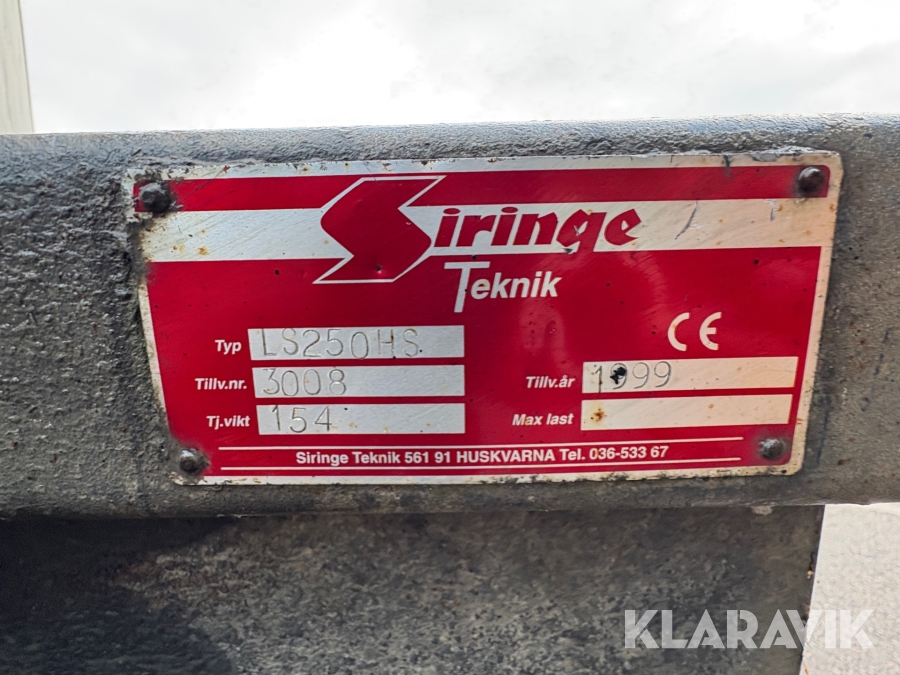 Siringe
Teknik
CE
Typ LS250HS
Tillv.nr. 3008 Tillv.år 1999
Tj.vikt 154 Max last
Siringe Teknik 561 91 HUSKVARNA Tel. 036-533 67
KLARAVIK